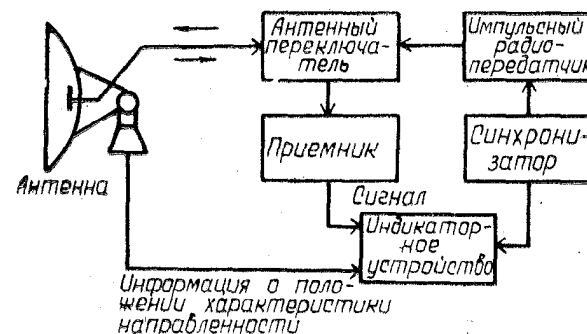 Антенный
переключа-
тель
Импульсный
радио-
передатчик
Приемник
Синхрони-
затор
Антенна
Сигнал
Индикатор-
ное
устройство
Информация о поло-
жении характеристики
направленности